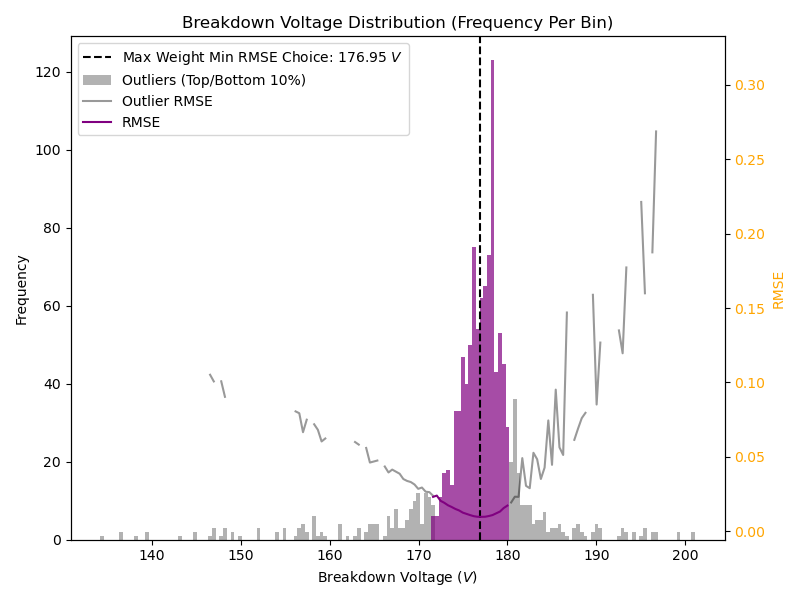 Breakdown Voltage Distribution (Frequency Per Bin)
Max Weight Min RMSE Choice: 176.95 V
Outliers (Top/Bottom 10%)
Outlier RMSE
RMSE
120
100
80
60
40
20
0
Frequency
0.30
0.25
0.20
0.15
0.10
0.05
0.00
RMSE
140 150 160 170 180 190 200
Breakdown Voltage (V)